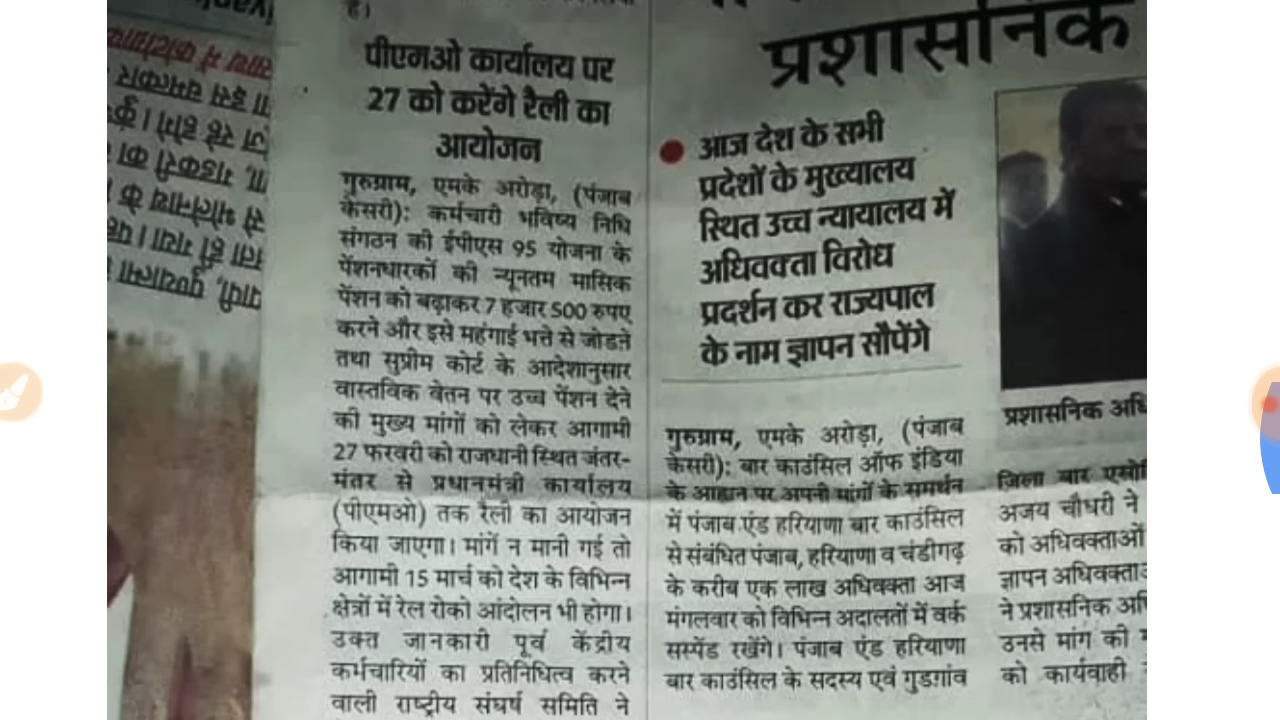 है।
पीएमओ कार्यालय पर
27 को करेंगे रैली का
आयोजन
गुरुग्राम, एमके अरोड़ा, (पंजाब
केसरी): कर्मचारी भविष्य निधि
संगठन की ईपीएस 95 योजना के
पेंशनधारकों की न्यूनतम मासिक
पेंशन को बढ़ाकर 7 हजार 500 रुपए
करने और इसे महंगाई भत्ते से जोडऩे
तथा सुप्रीम कोर्ट के आदेशानुसार
वास्तविक वेतन पर उच्च पेंशन देने
की मुख्य मांगों को लेकर आगामी
27 फरवरी को राजधानी स्थित जंतर-
मंतर से प्रधानमंत्री कार्यालय
(पीएमओ) तक रैली का आयोजन
किया जाएगा। मांगें न मानी गई तो
आगामी 15 मार्च को देश के विभिन्न
क्षेत्रों में रेल रोको आंदोलन भी होगा।
उक्त जानकारी पूर्व केंद्रीय
कर्मचारियों का प्रतिनिधित्व करने
वाली राष्ट्रीय संघर्ष समिति ने
प्रशासनिक
आज देश के सभी
प्रदेशों के मुख्यालय
स्थित उच्च न्यायालय में
अधिवक्ता विरोध
प्रदर्शन कर राज्यपाल
के नाम ज्ञापन सौपेंगे
गुरुग्राम, एमके अरोड़ा, (पंजाब
केसरी): बार काउंसिल ऑफ इंडिया
के आह्वान पर अपनी मांगों के समर्थन
में पंजाब एंड हरियाणा बार काउंसिल
से संबंधित पंजाब, हरियाणा व चंडीगढ़
के करीब एक लाख अधिवक्ता आज
मंगलवार को विभिन्न अदालतों में वर्क
सस्पेंड रखेंगे। पंजाब एंड हरियाणा
बार काउंसिल के सदस्य एवं गुडग़ांव
प्रशासनिक
जिला बार
अजय चौधरी ने
को अधिवक्ताओं
ज्ञापन
ने प्रशासनिक
उनसे मांग की
को कार्यवाही